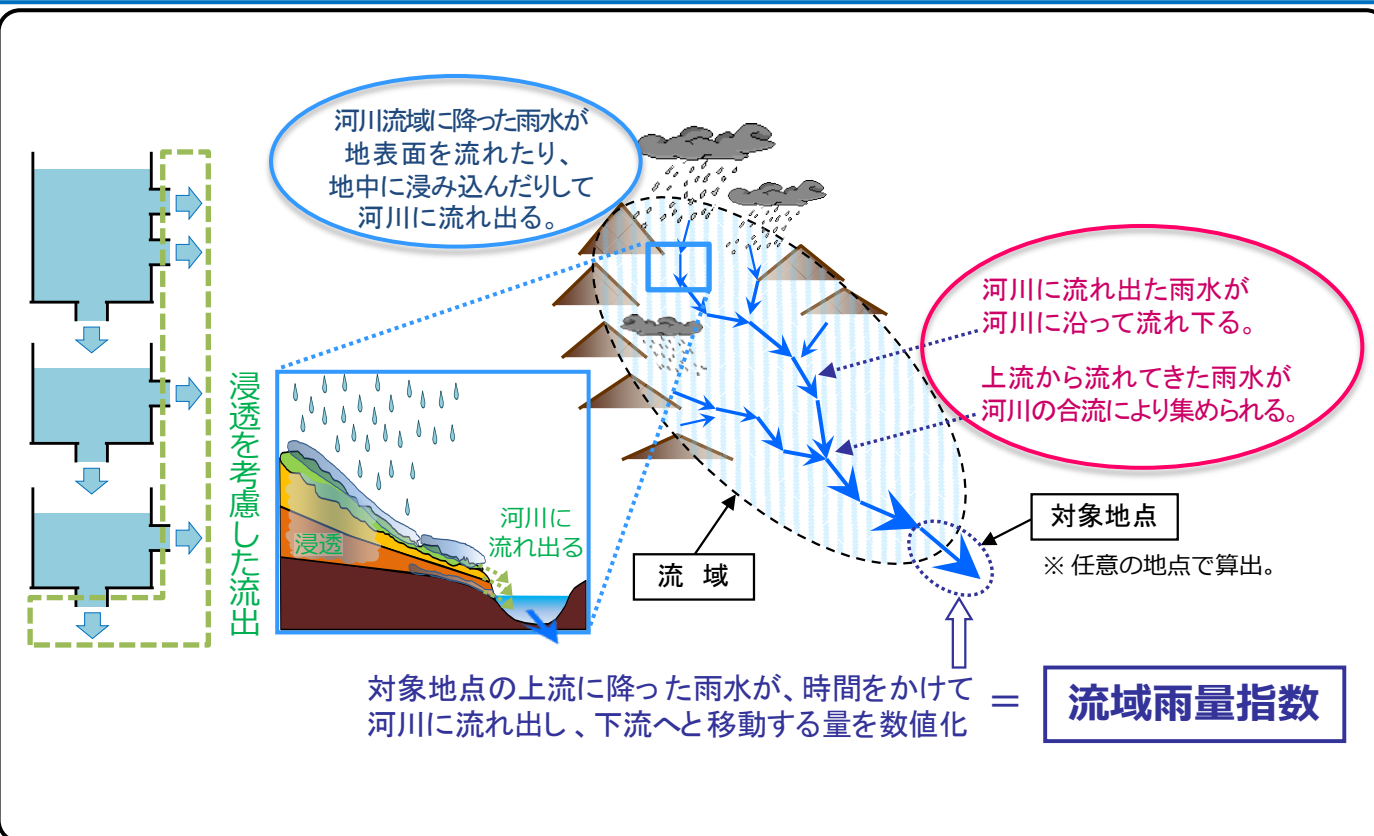 河川流域に降った雨水が
地表面を流れたり、
地中に浸み込んだりして
河川に流れ出る。
河川に流れ出た雨水が
河川に沿って流れ下る。
上流から流れてきた雨水が
河川の合流により集められる。
浸透を考慮した流出
浸透
河川に
流れ出る
流 域
対象地点
※ 任意の地点で算出。
対象地点の上流に降った雨水が、時間をかけて
河川に流れ出し、下流へと移動する量を数値化
＝
流域雨量指数